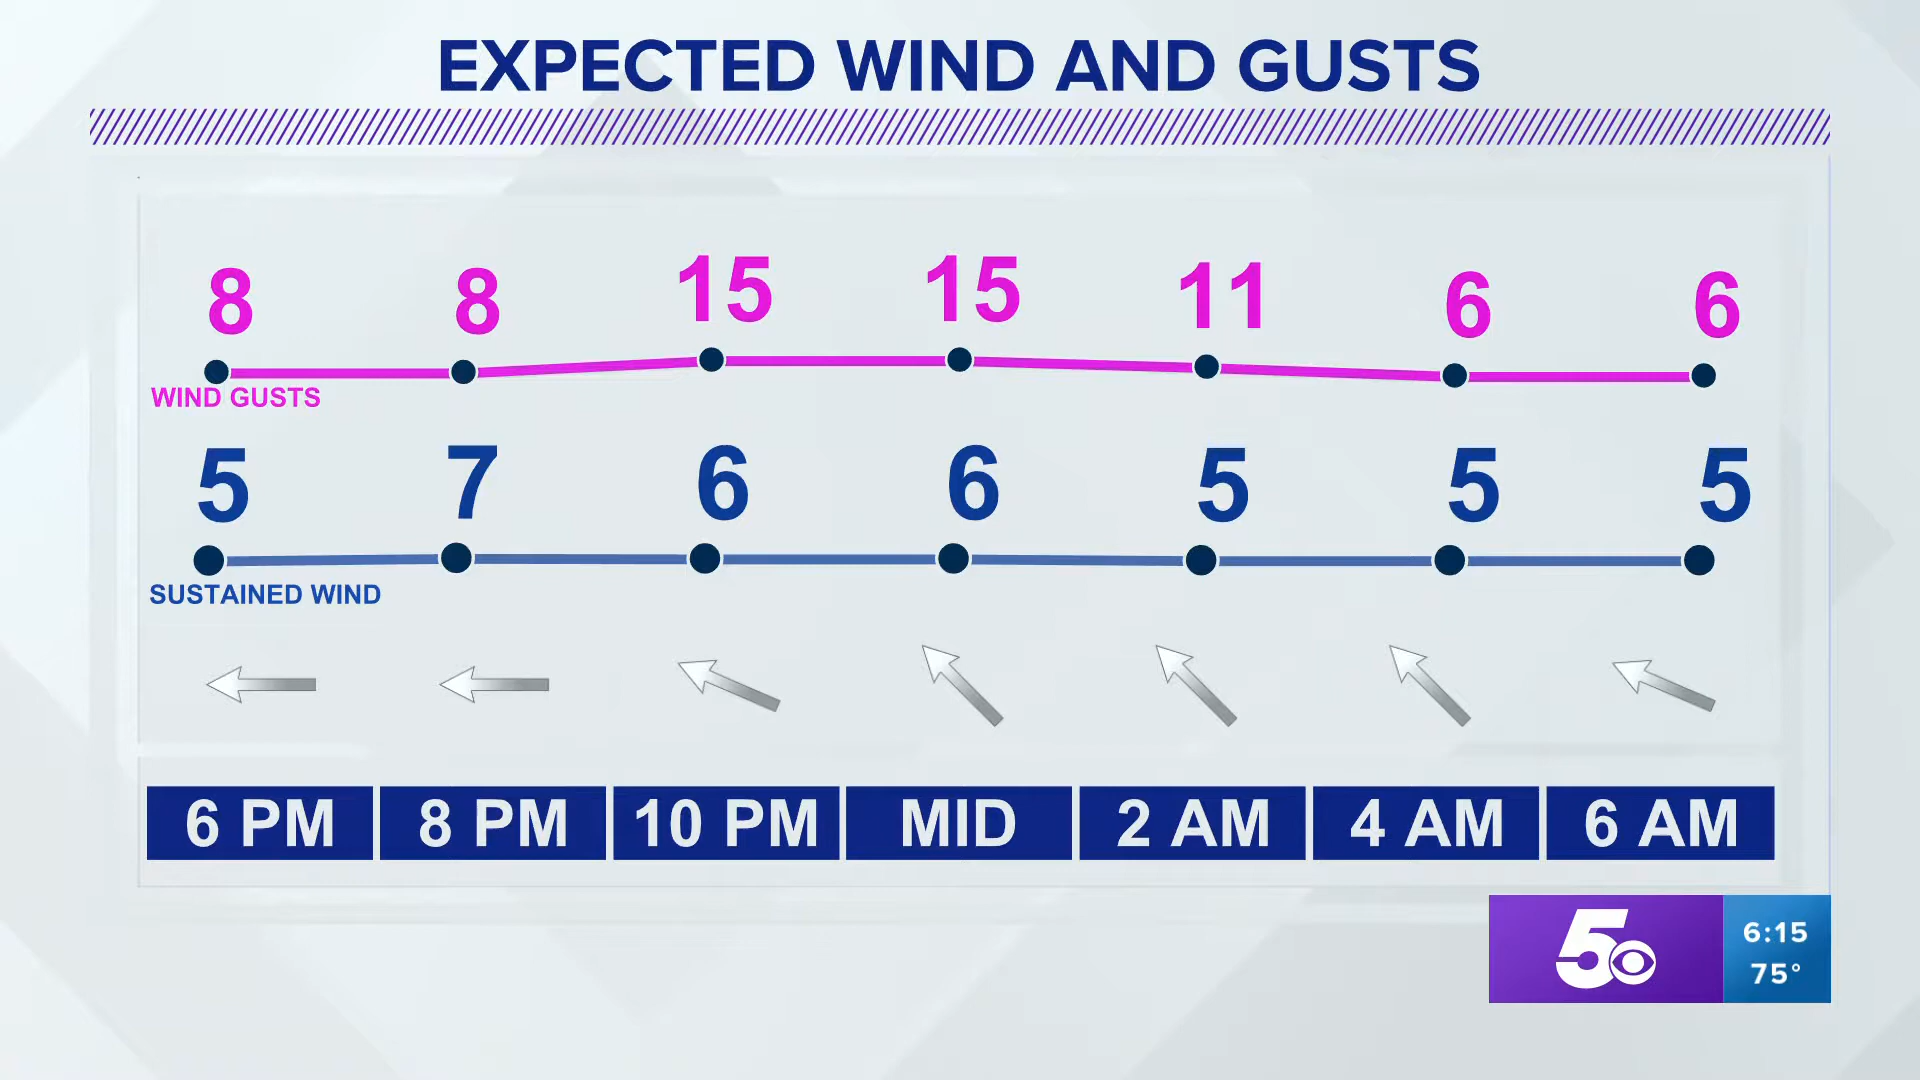 EXPECTED WIND AND GUSTS
8 8 15 15 11 6 6
WIND GUSTS
5 7 6 6 5 5 5
SUSTAINED WIND
6 PM 8 PM 10 PM MID 2 AM 4 AM 6 AM
5
6:15
75°